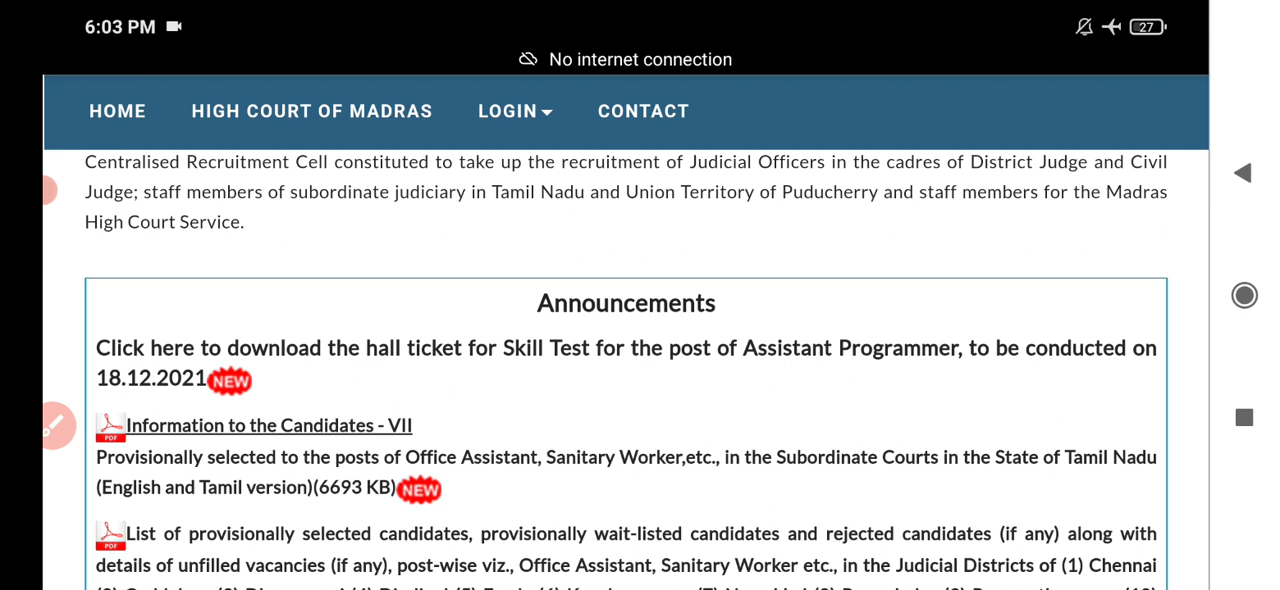 6:03 PM
27
No internet connection
HOME HIGH COURT OF MADRAS LOGIN CONTACT
Centralised Recruitment Cell constituted to take up the recruitment of Judicial Officers in the cadres of District Judge and Civil
Judge; staff members of subordinate judiciary in Tamil Nadu and Union Territory of Puducherry and staff members for the Madras
High Court Service.
Announcements
Click here to download the hall ticket for Skill Test for the post of Assistant Programmer, to be conducted on
18.12.2021 NEW
PDF Information to the Candidates - VII
Provisionally selected to the posts of Office Assistant, Sanitary Worker,etc., in the Subordinate Courts in the State of Tamil Nadu
(English and Tamil version)(6693 KB) NEW
PDF List of provisionally selected candidates, provisionally wait-listed candidates and rejected candidates (if any) along with
details of unfilled vacancies (if any), post-wise viz., Office Assistant, Sanitary Worker etc., in the Judicial Districts of (1) Chennai